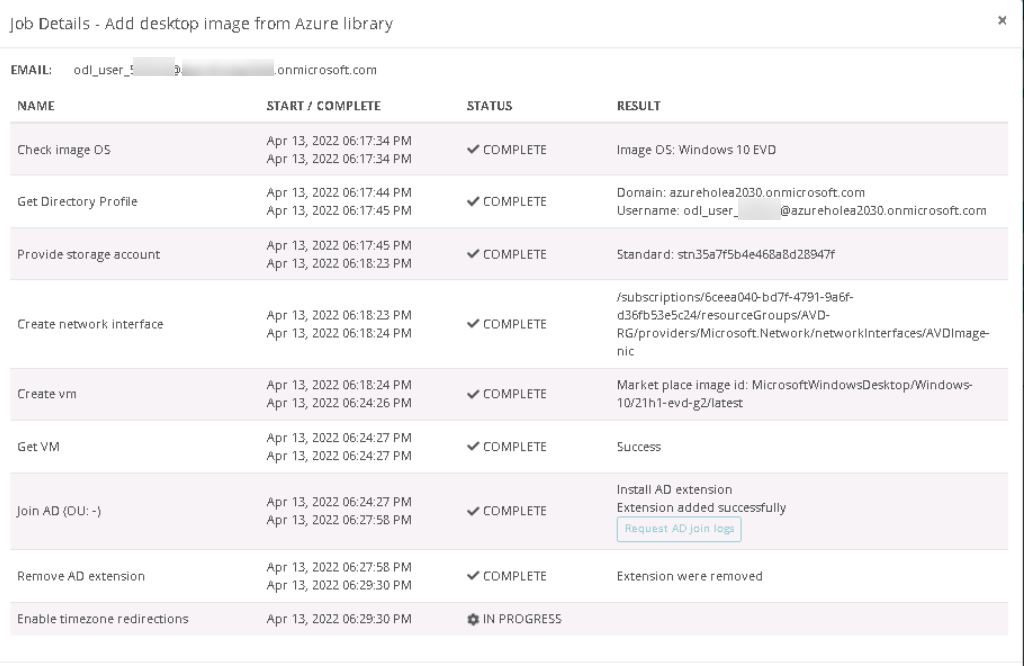 Job Details - Add desktop image from Azure library
×
EMAIL: odl_user_5 @ .onmicrosoft.com
NAME START / COMPLETE STATUS RESULT
Check image OS
Apr 13, 2022 06:17:34 PM
Apr 13, 2022 06:17:34 PM
COMPLETE
Image OS: Windows 10 EVD
Get Directory Profile
Apr 13, 2022 06:17:44 PM
Apr 13, 2022 06:17:45 PM
COMPLETE
Domain: azureholea2030.onmicrosoft.com
Username: odl_user_ @azureholea2030.onmicrosoft.com
Provide storage account
Apr 13, 2022 06:17:45 PM
Apr 13, 2022 06:18:23 PM
COMPLETE
Standard: stn35a7f5b4e468a8d28947f
Create network interface
Apr 13, 2022 06:18:23 PM
Apr 13, 2022 06:18:24 PM
COMPLETE
/subscriptions/6ceea040-bd7f-4791-9a6f-
d36fb53e5c24/resourceGroups/AVD-
RG/providers/Microsoft.Network/networkInterfaces/AVDImage-
nic
Create vm
Apr 13, 2022 06:18:24 PM
Apr 13, 2022 06:24:26 PM
COMPLETE
Market place image id: MicrosoftWindowsDesktop/Windows-
10/21h1-evd-g2/latest
Get VM
Apr 13, 2022 06:24:27 PM
Apr 13, 2022 06:24:27 PM
COMPLETE
Success
Join AD (OU: -)
Apr 13, 2022 06:24:27 PM
Apr 13, 2022 06:27:58 PM
COMPLETE
Install AD extension
Extension added successfully
Request AD join logs
Remove AD extension
Apr 13, 2022 06:27:58 PM
Apr 13, 2022 06:29:30 PM
COMPLETE
Extension were removed
Enable timezone redirections
Apr 13, 2022 06:29:30 PM
IN PROGRESS